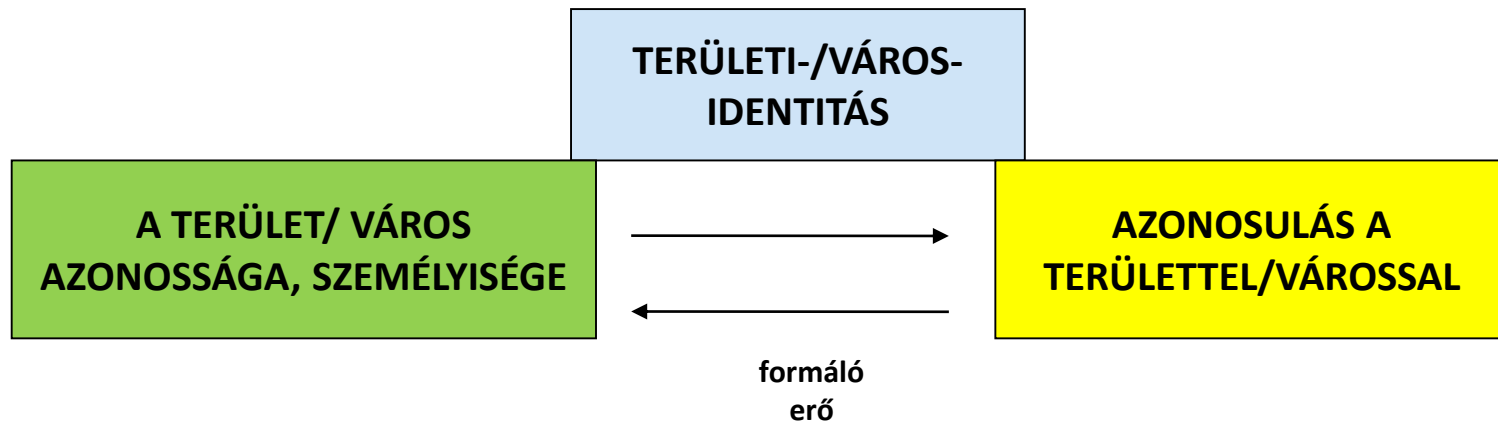 TERÜLETI-/VÁROS-
IDENTITÁS
A TERÜLET/ VÁROS
AZONOSSÁGA, SZEMÉLYISÉGE
AZONOSULÁS A
TERÜLETTEL/VÁROSSAL
formáló
erő